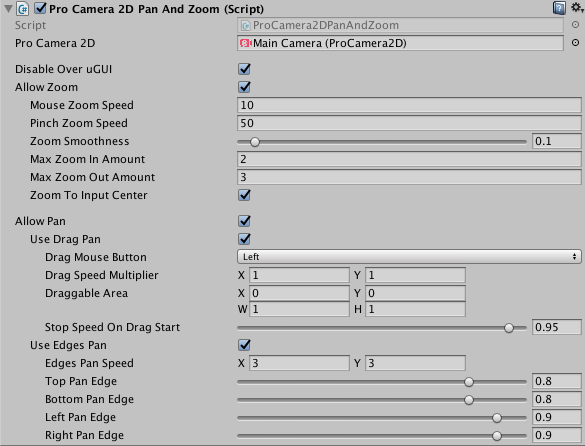 Pro Camera 2D Pan And Zoom (Script)
Script ProCamera2DPanAndZoom
Pro Camera 2D Main Camera (ProCamera2D)
Disable Over uGUI
Allow Zoom
Mouse Zoom Speed 10
Pinch Zoom Speed 50
Zoom Smoothness 0.1
Max Zoom In Amount 2
Max Zoom Out Amount 3
Zoom To Input Center
Allow Pan
Use Drag Pan
Drag Mouse Button Left
Drag Speed Multiplier X 1 Y 1
Draggable Area X 0 Y 0
W 1 H 1
Stop Speed On Drag Start 0.95
Use Edges Pan
Edges Pan Speed X 3 Y 3
Top Pan Edge 0.8
Bottom Pan Edge 0.8
Left Pan Edge 0.9
Right Pan Edge 0.9